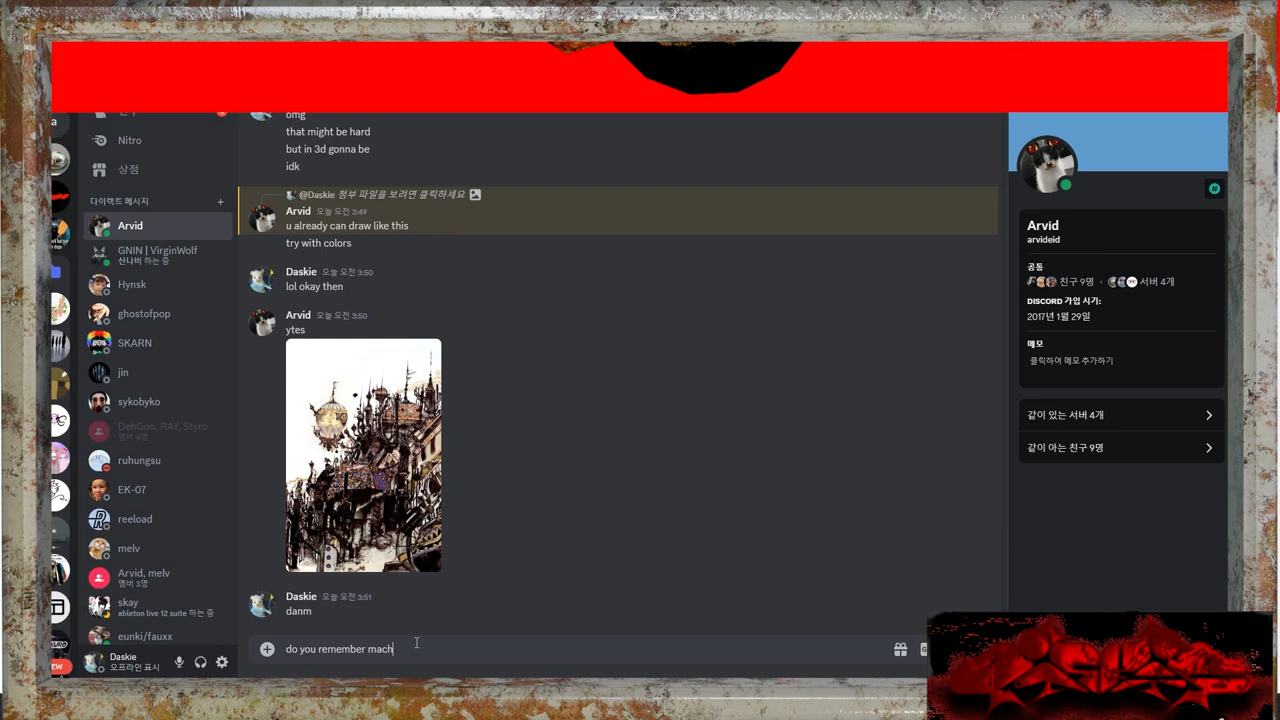 Nitro
상점
다이렉트 메시지
Arvid
GNIN | VirginWolf
산나비 하는 중
Hynsk
ghostofpop
SKARN
jin
sykobyko
DehGoo, RAY, Styro
멤버 4명
ruhungsu
EK-07
reeload
melv
Arvid, melv
멤버 3명
skay
ableton live 12 suite 하는 중
eunki/fauxx
Daskie
오프라인 표시
omg
that might be hard
but in 3d gonna be
idk
@Daskie 첨부 파일을 보려면 클릭하세요
Arvid 오늘 오전 3:49
u already can draw like this
try with colors
Daskie 오늘 오전 3:50
lol okay then
Arvid 오늘 오전 3:50
ytes
Daskie 오늘 오전 3:51
danm
do you remember mach
Arvid
arvideid
공통
친구 9명 • 서버 4개
DISCORD 가입 시기:
2017년 1월 29일
메모
클릭하여 메모 추가하기
같이 있는 서버 4개
같이 아는 친구 9명